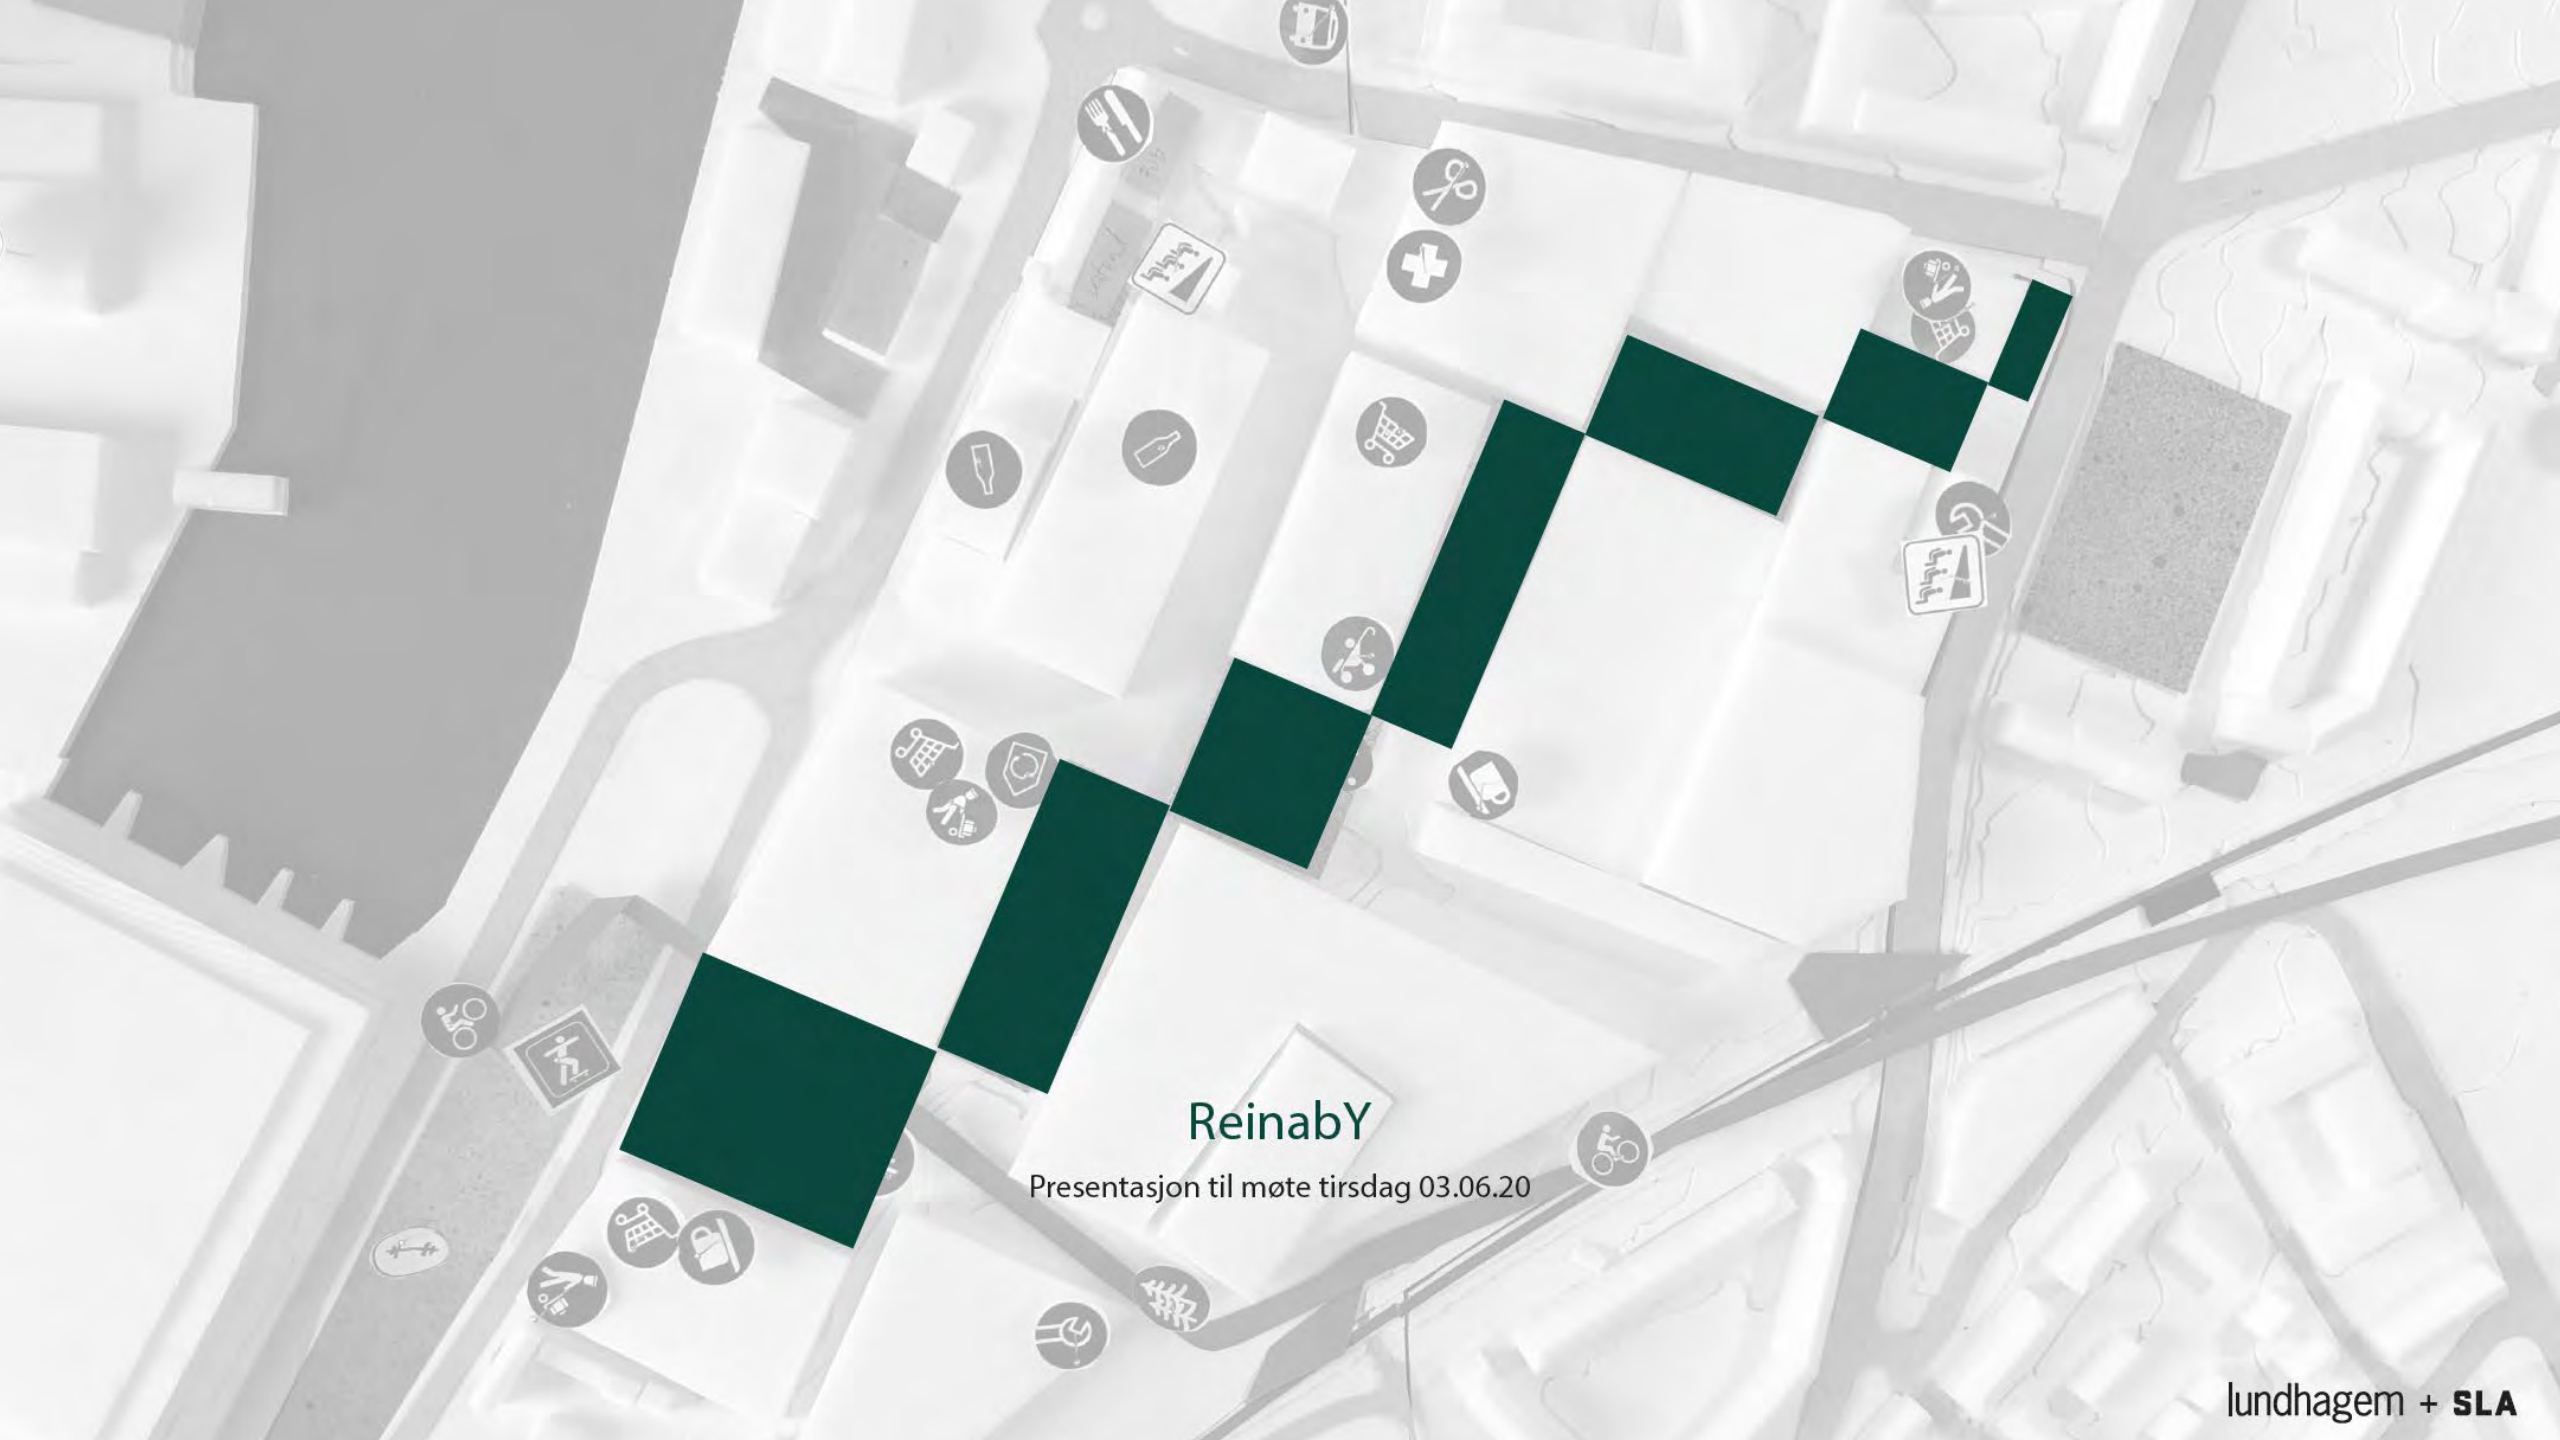 ReinabY
Presentasjon til møte tirsdag 03.06.20
lundhagem + SLA